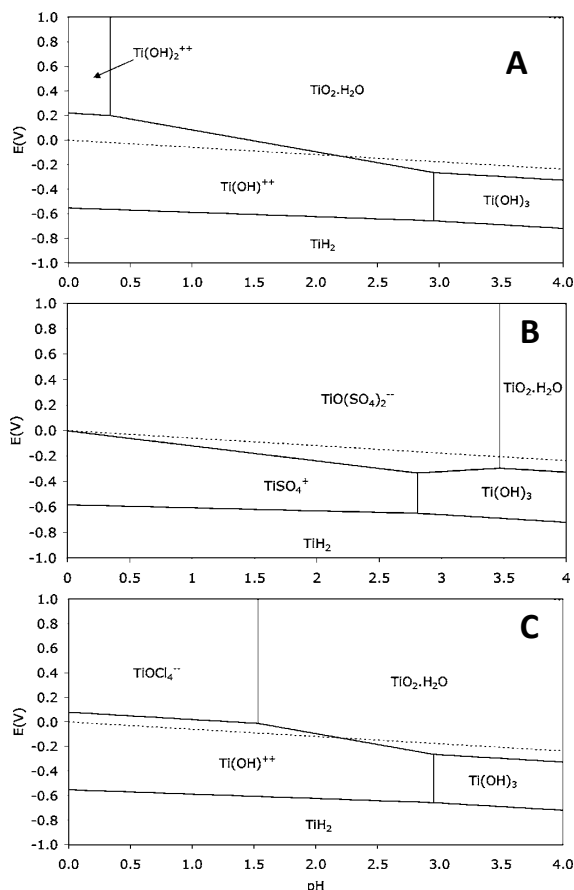 A
1.0
0.8
0.6
0.4
0.2
0.0
-0.2
-0.4
-0.6
-0.8
-1.0
E(V)
Ti(OH)₂⁺⁺
TiO₂.H₂O
Ti(OH)⁺⁺
Ti(OH)₃
TiH₂
0.0 0.5 1.0 1.5 2.0 2.5 3.0 3.5 4.0
B
1.0
0.8
0.6
0.4
0.2
0.0
-0.2
-0.4
-0.6
-0.8
-1.0
E(V)
TiO(SO₄)₂⁻⁻
TiO₂.H₂O
TiSO₄⁺
Ti(OH)₃
TiH₂
0 0.5 1 1.5 2 2.5 3 3.5 4
C
1.0
0.8
0.6
0.4
0.2
0.0
-0.2
-0.4
-0.6
-0.8
-1.0
E(V)
TiOCl₄⁻⁻
TiO₂.H₂O
Ti(OH)⁺⁺
Ti(OH)₃
TiH₂
0.0 0.5 1.0 1.5 2.0 2.5 3.0 3.5 4.0
pH